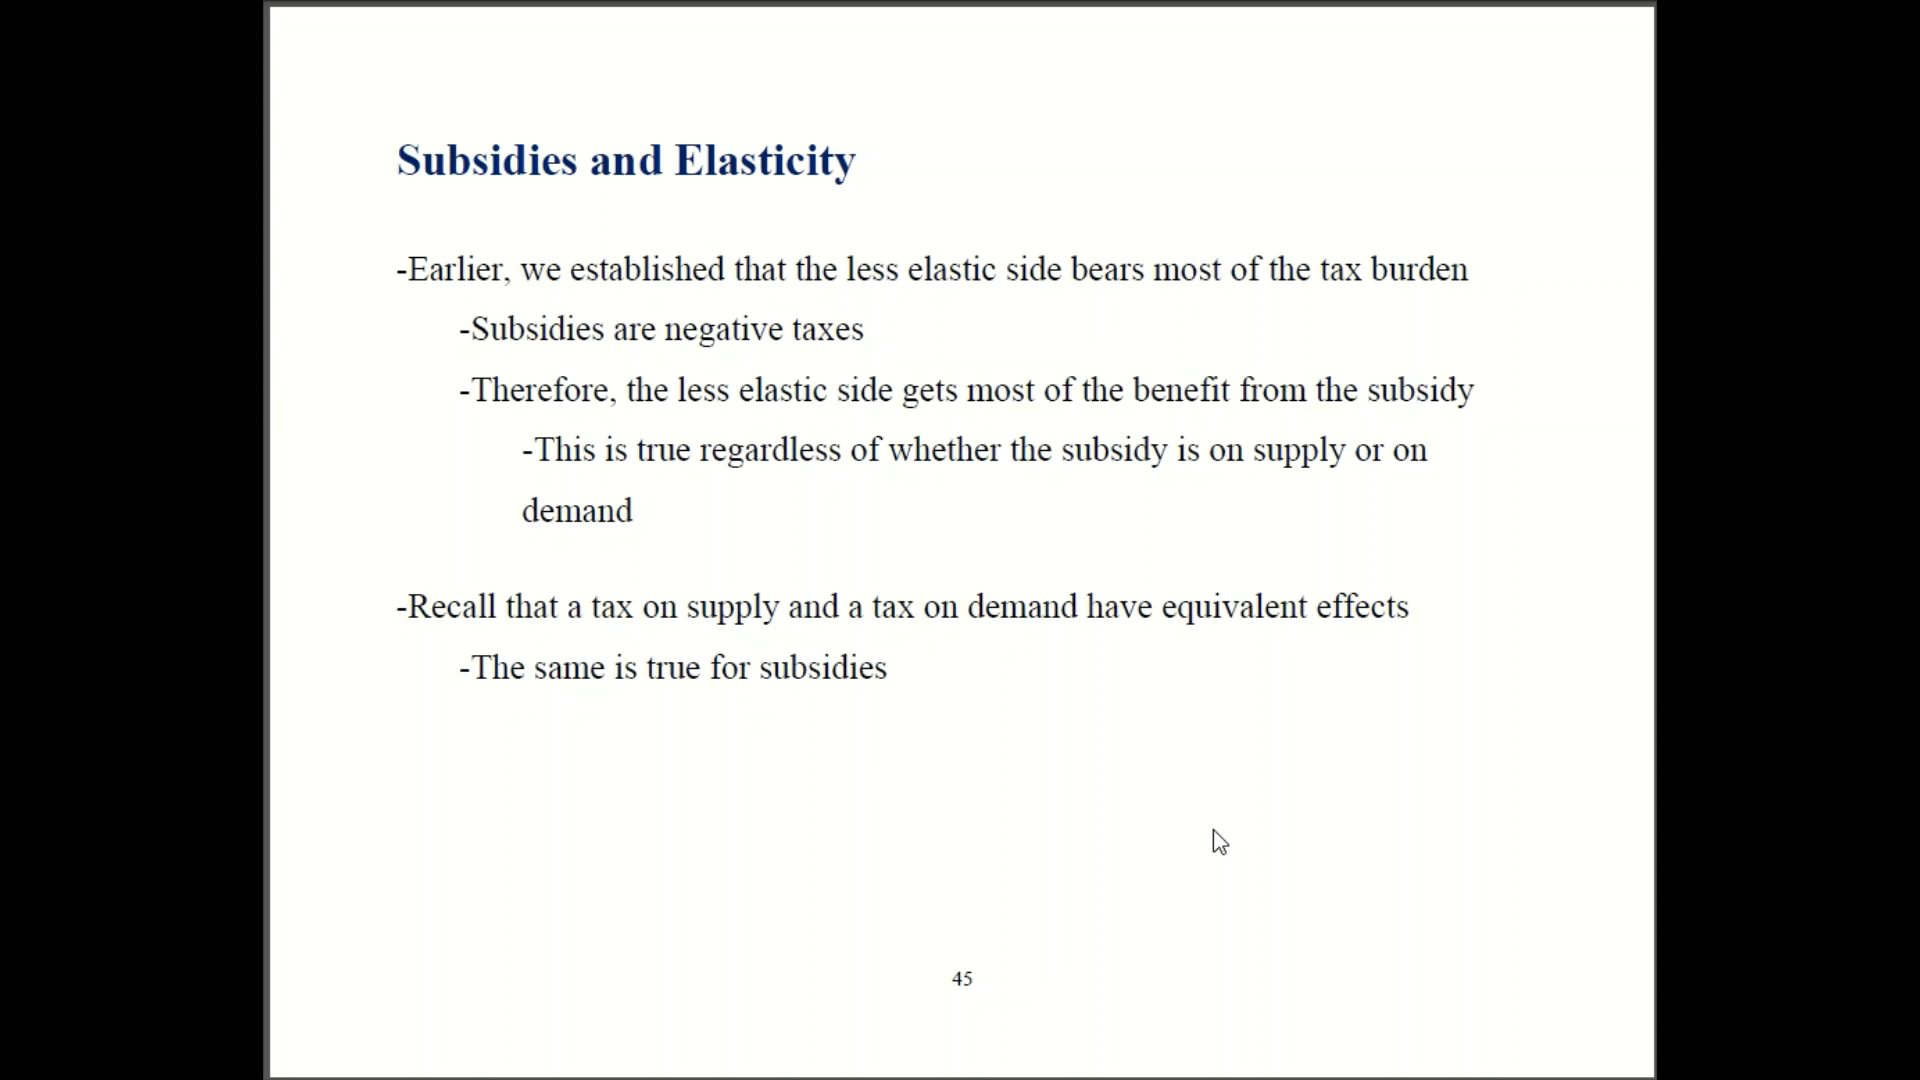 Subsidies and Elasticity
-Earlier, we established that the less elastic side bears most of the tax burden
-Subsidies are negative taxes
-Therefore, the less elastic side gets most of the benefit from the subsidy
-This is true regardless of whether the subsidy is on supply or on
demand
-Recall that a tax on supply and a tax on demand have equivalent effects
-The same is true for subsidies
45